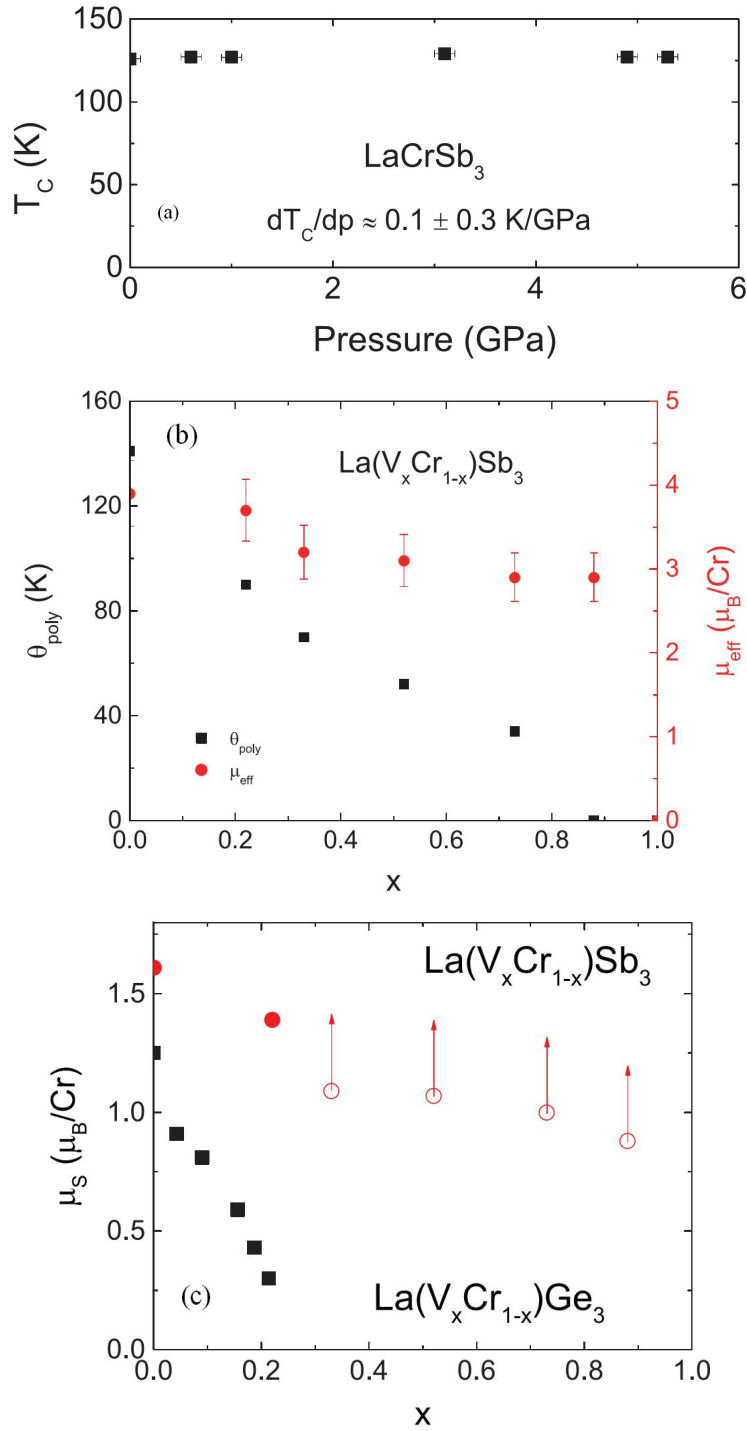 150
100
50
0
T_C (K)
LaCrSb₃
(a)
dT_C/dp ≈ 0.1 ± 0.3 K/GPa
0 2 4 6
Pressure (GPa)
160
120
80
40
0
θ_poly (K)
(b)
La(VₓCr₁₋ₓ)Sb₃
θ_poly
μ_eff
5
4
3
2
1
0
μ_eff (μ_B/Cr)
0.0 0.2 0.4 0.6 0.8 1.0
x
1.5
1.0
0.5
0.0
μ_S (μ_B/Cr)
La(VₓCr₁₋ₓ)Sb₃
(c)
La(VₓCr₁₋ₓ)Ge₃
0.0 0.2 0.4 0.6 0.8 1.0
x